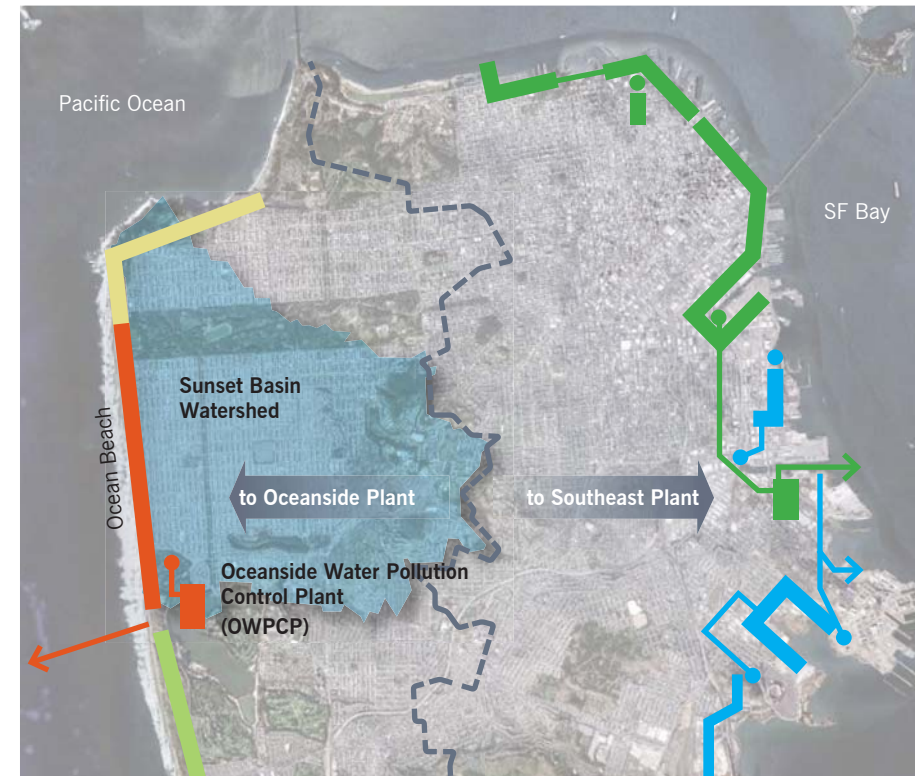 Pacific Ocean
SF Bay
Sunset Basin
Watershed
Ocean Beach
to Oceanside Plant
to Southeast Plant
Oceanside Water Pollution
Control Plant
(OWPCP)